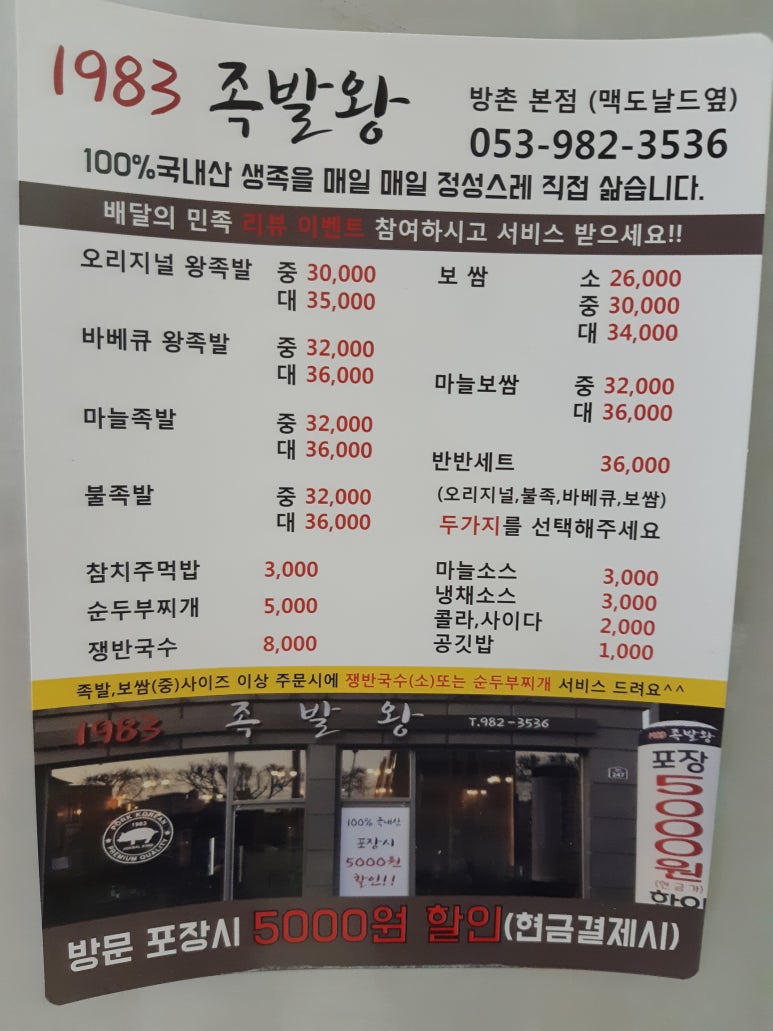 1983 족발왕
방촌 본점 (맥도날드옆)
053-982-3536
100%국내산 생족을 매일 매일 정성스레 직접 삶습니다.
배달의 민족 리뷰 이벤트 참여하시고 서비스 받으세요!!
오리지널 왕족발 중 30,000
대 35,000
바베큐 왕족발 중 32,000
대 36,000
마늘족발 중 32,000
대 36,000
불족발 중 32,000
대 36,000
참치주먹밥 3,000
순두부찌개 5,000
쟁반국수 8,000
보 쌈 소 26,000
중 30,000
대 34,000
마늘보쌈 중 32,000
대 36,000
반반세트 36,000
(오리지널,불족,바베큐,보쌈)
두가지를 선택해주세요
마늘소스 3,000
냉채소스 3,000
콜라,사이다 2,000
공깃밥 1,000
족발,보쌈(중)사이즈 이상 주문시에 쟁반국수(소)또는 순두부찌개 서비스 드려요^^
1983 족 발 왕 T.982-3536
247
PORK KOREAN
1983
PREMIUM QUALITY
100% 국내산
포장시
5000원
할인!!
족발왕
포장
5000원
(현금가)
할인
방문 포장시 5000원 할인(현금결제시)